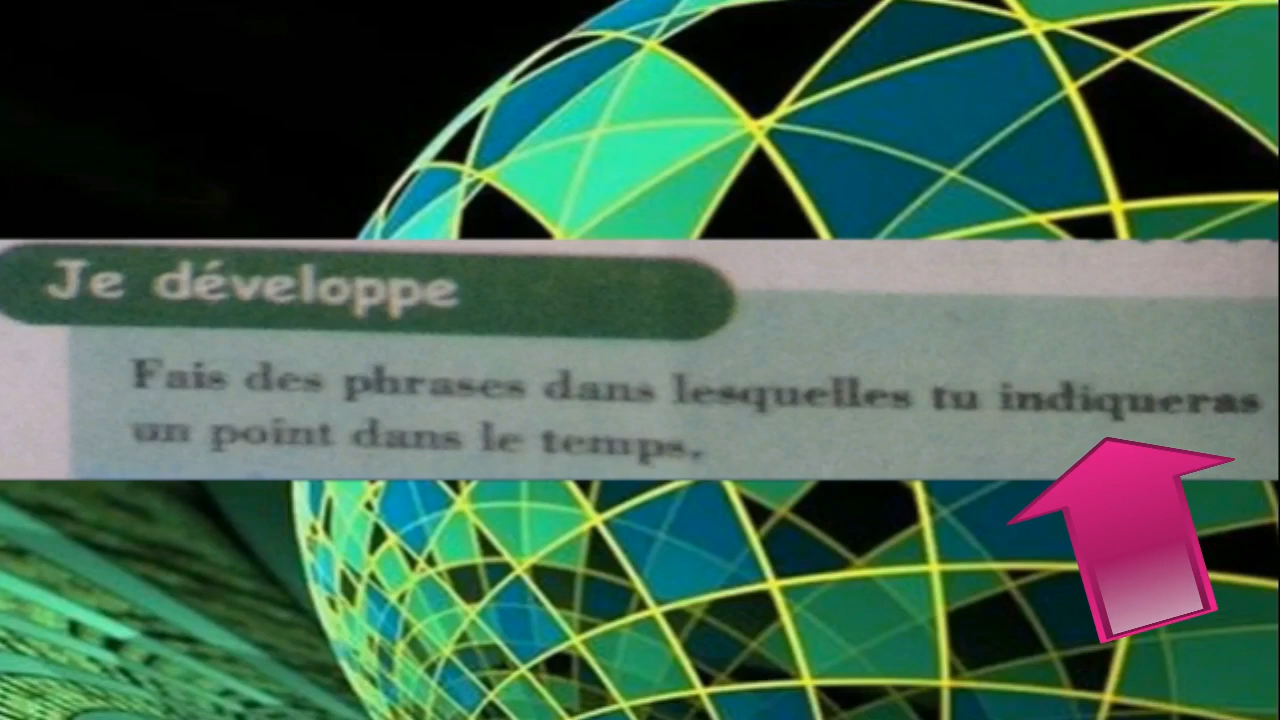 Je développe
Fais des phrases dans lesquelles tu indiqueras
un point dans le temps.